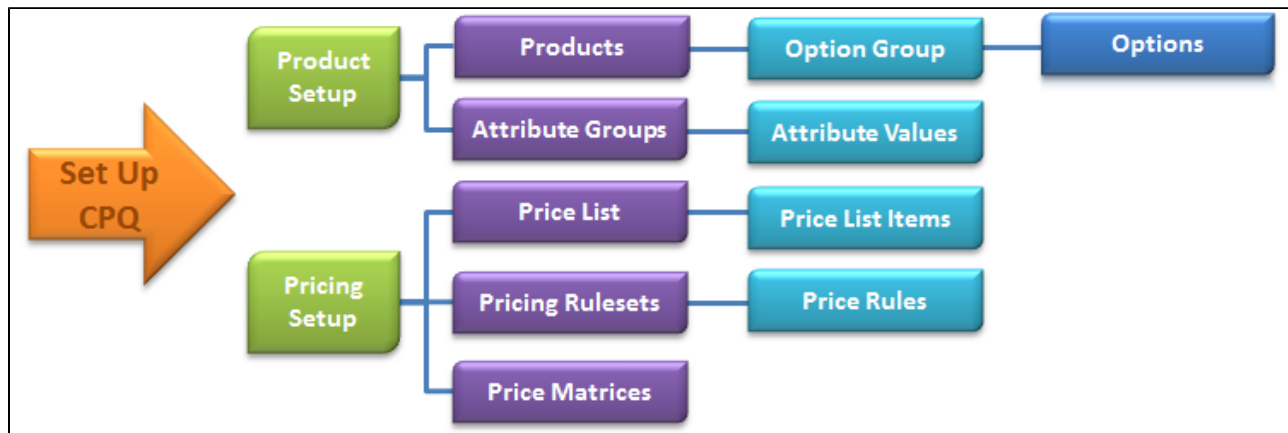 Set Up
CPQ
Product
Setup
Products
Option Group
Options
Attribute Groups
Attribute Values
Pricing
Setup
Price List
Price List Items
Pricing Rulesets
Price Rules
Price Matrices